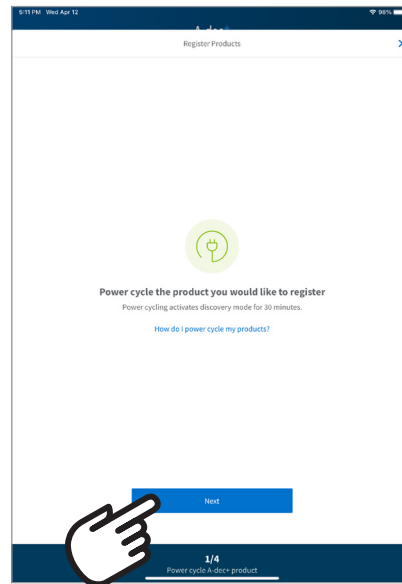 5:11 PM Wed Apr 12 98%
Register Products
Power cycle the product you would like to register
Power cycling activates discovery mode for 30 minutes.
How do I power cycle my products?
Next
1/4
Power cycle A-dec+ product